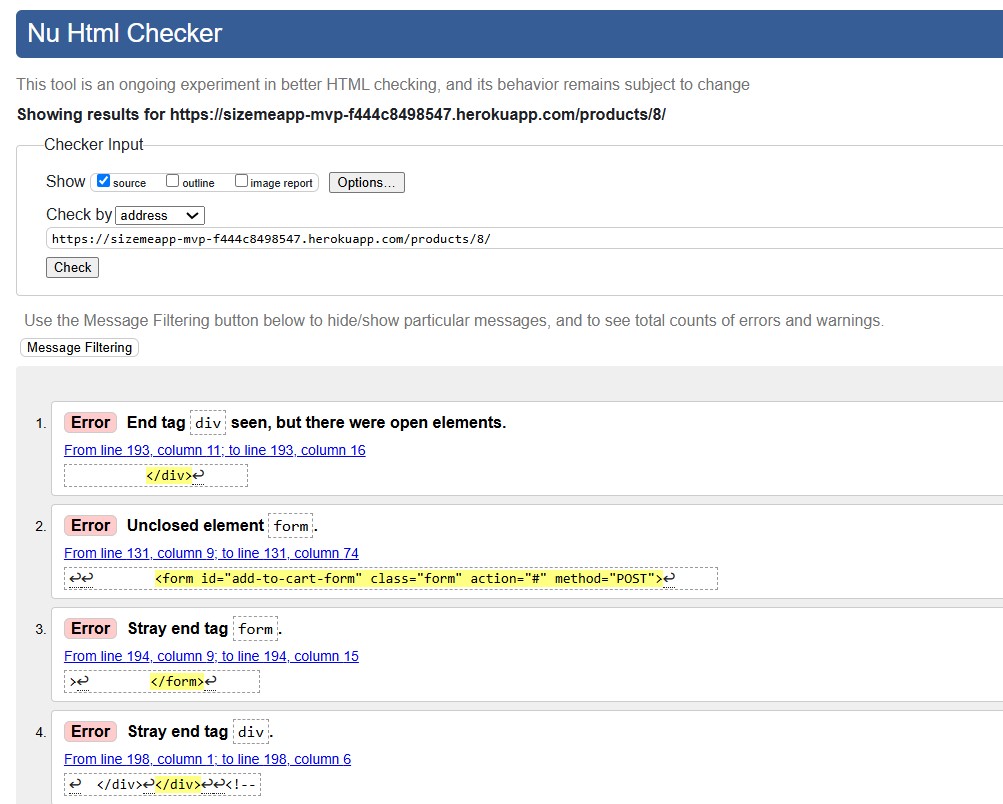 Nu Html Checker
This tool is an ongoing experiment in better HTML checking, and its behavior remains subject to change
Showing results for https://sizemeapp-mvp-f444c8498547.herokuapp.com/products/8/
Checker Input
Show source outline image report Options...
Check by address
https://sizemeapp-mvp-f444c8498547.herokuapp.com/products/8/
Check
Use the Message Filtering button below to hide/show particular messages, and to see total counts of errors and warnings.
Message Filtering
1. Error End tag div seen, but there were open elements.
From line 193, column 11; to line 193, column 16
</div>↩
2. Error Unclosed element form.
From line 131, column 9; to line 131, column 74
↩↩ <form id="add-to-cart-form" class="form" action="#" method="POST">↩
3. Error Stray end tag form.
From line 194, column 9; to line 194, column 15
>↩ </form>↩
4. Error Stray end tag div.
From line 198, column 1; to line 198, column 6
↩ </div>↩</div>↩↩<!--